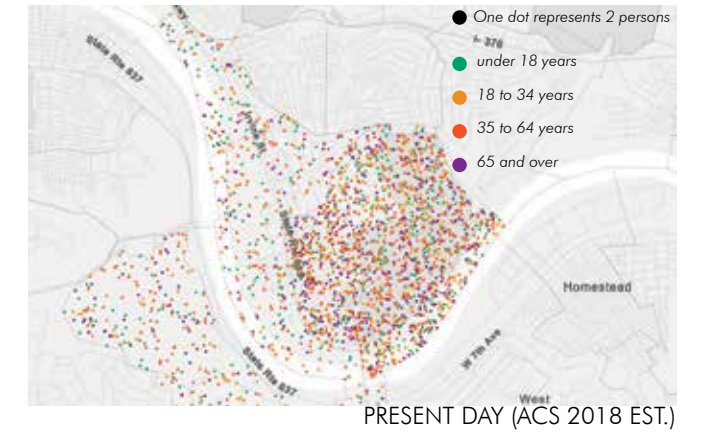 One dot represents 2 persons
I- 376
State Rte 837
under 18 years
18 to 34 years
35 to 64 years
65 and over
Homestead
W 7th Ave
State Rte 837
West
PRESENT DAY (ACS 2018 EST.)